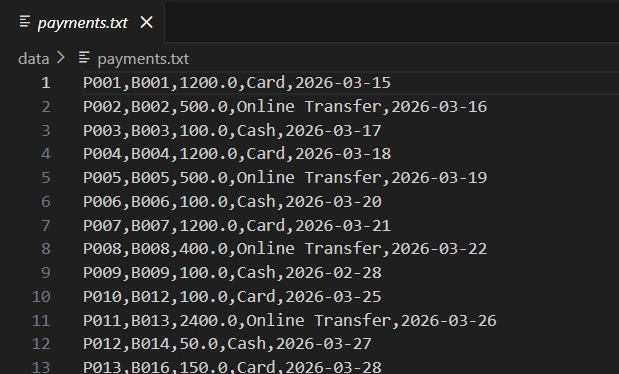 payments.txt
data > payments.txt
1 P001,B001,1200.0,Card,2026-03-15
2 P002,B002,500.0,Online Transfer,2026-03-16
3 P003,B003,100.0,Cash,2026-03-17
4 P004,B004,1200.0,Card,2026-03-18
5 P005,B005,500.0,Online Transfer,2026-03-19
6 P006,B006,100.0,Cash,2026-03-20
7 P007,B007,1200.0,Card,2026-03-21
8 P008,B008,400.0,Online Transfer,2026-03-22
9 P009,B009,100.0,Cash,2026-02-28
10 P010,B012,100.0,Card,2026-03-25
11 P011,B013,2400.0,Online Transfer,2026-03-26
12 P012,B014,50.0,Cash,2026-03-27
13 P013,B016,150.0,Card,2026-03-28